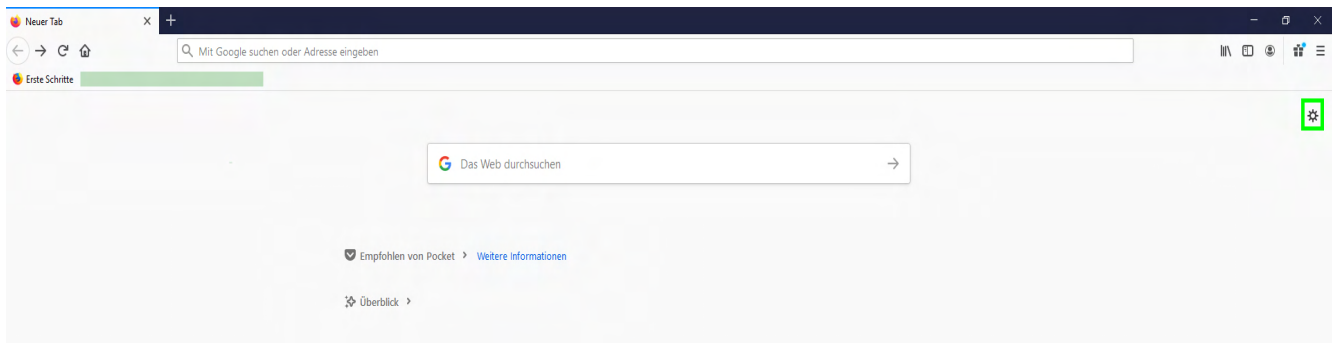 Neuer Tab
Mit Google suchen oder Adresse eingeben
Erste Schritte
Das Web durchsuchen
Empfohlen von Pocket > Weitere Informationen
Überblick >